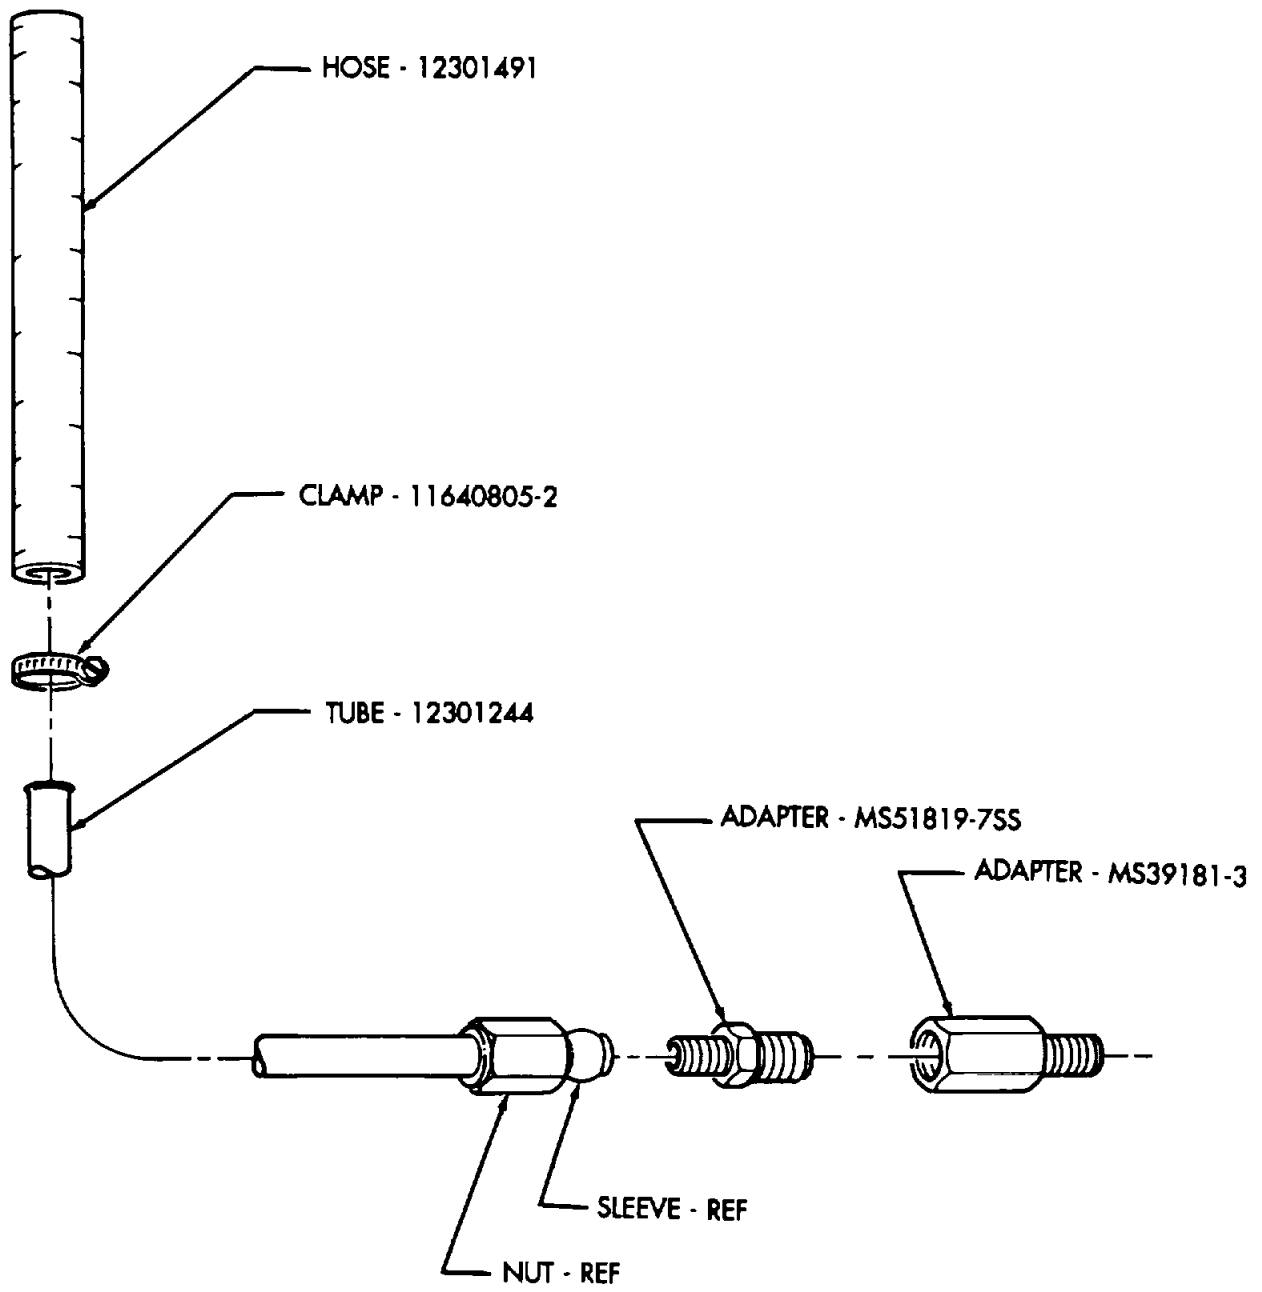 HOSE - 12301491
CLAMP - 11640805-2
TUBE - 12301244
ADAPTER - MS51819-7SS
ADAPTER - MS39181-3
SLEEVE - REF
NUT - REF